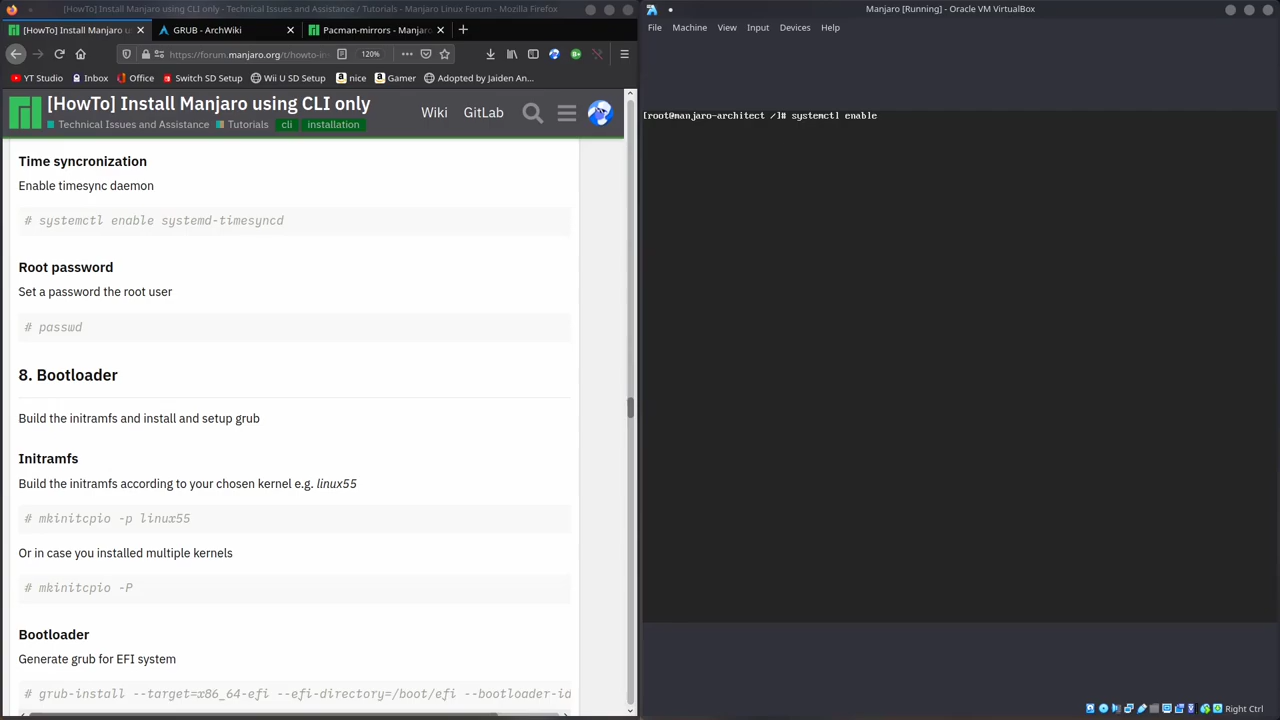 [HowTo] Install Manjaro using CLI only - Technical Issues and Assistance / Tutorials - Manjaro Linux Forum - Mozilla Firefox
[HowTo] Install Manjaro u
GRUB - ArchWiki
Pacman-mirrors - Manjaro
https://forum.manjaro.org/t/howto-in
120%
YT Studio
Inbox
Office
Switch SD Setup
Wii U SD Setup
nice
Gamer
Adopted by Jaiden An...
[HowTo] Install Manjaro using CLI only
Technical Issues and Assistance
Tutorials
cli
installation
Wiki
GitLab
Time syncronization
Enable timesync daemon
# systemctl enable systemd-timesyncd
Root password
Set a password the root user
# passwd
8. Bootloader
Build the initramfs and install and setup grub
Initramfs
Build the initramfs according to your chosen kernel e.g. linux55
# mkinitcpio -p linux55
Or in case you installed multiple kernels
# mkinitcpio -P
Bootloader
Generate grub for EFI system
# grub-install --target=x86_64-efi --efi-directory=/boot/efi --bootloader-id
Manjaro [Running] - Oracle VM VirtualBox
File
Machine
View
Input
Devices
Help
[root@manjaro-architect /]# systemctl enable
Right Ctrl